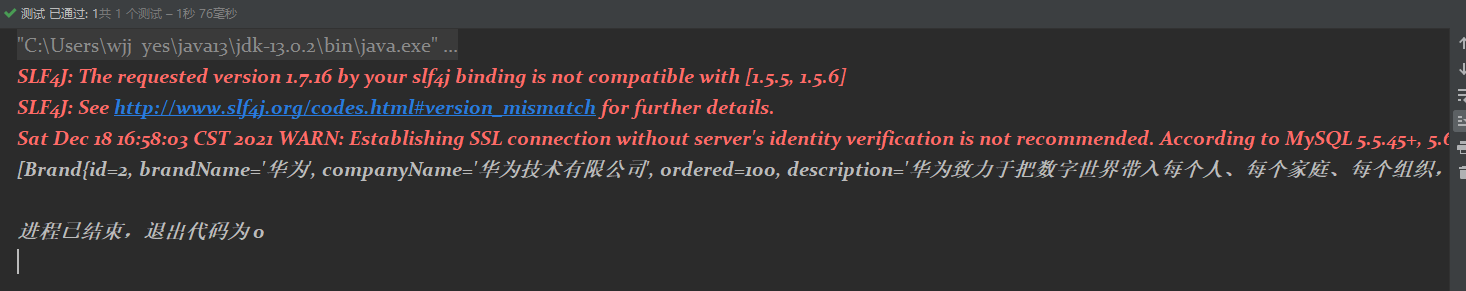 测试 已通过: 1共 1 个测试 – 1秒 76毫秒
"C:\Users\wjj yes\java13\jdk-13.0.2\bin\java.exe" ...
SLF4J: The requested version 1.7.16 by your slf4j binding is not compatible with [1.5.5, 1.5.6]
SLF4J: See http://www.slf4j.org/codes.html#version_mismatch for further details.
Sat Dec 18 16:58:03 CST 2021 WARN: Establishing SSL connection without server's identity verification is not recommended. According to MySQL 5.5.45+, 5.6
[Brand{id=2, brandName='华为', companyName='华为技术有限公司', ordered=100, description='华为致力于把数字世界带入每个人、每个家庭、每个组织，
进程已结束，退出代码为 0